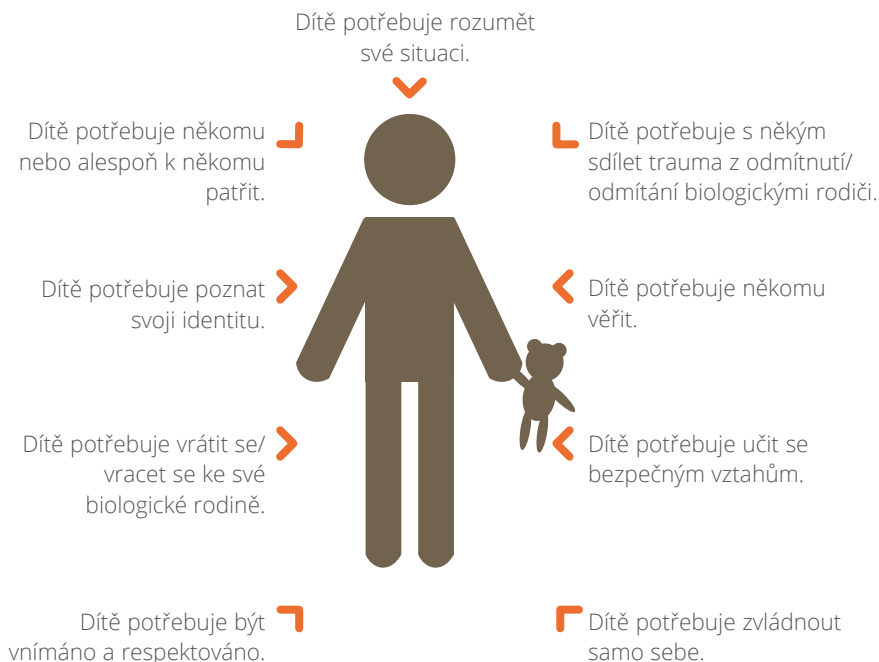 Dítě potřebuje rozumět
své situaci.
Dítě potřebuje někomu
nebo alespoň k někomu
patřit.
Dítě potřebuje s někým
sdílet trauma z odmítnutí/
odmítání biologickými rodiči.
Dítě potřebuje poznat
svoji identitu.
Dítě potřebuje někomu
věřit.
Dítě potřebuje vrátit se/
vracet se ke své
biologické rodině.
Dítě potřebuje učit se
bezpečným vztahům.
Dítě potřebuje být
vnímáno a respektováno.
Dítě potřebuje zvládnout
samo sebe.